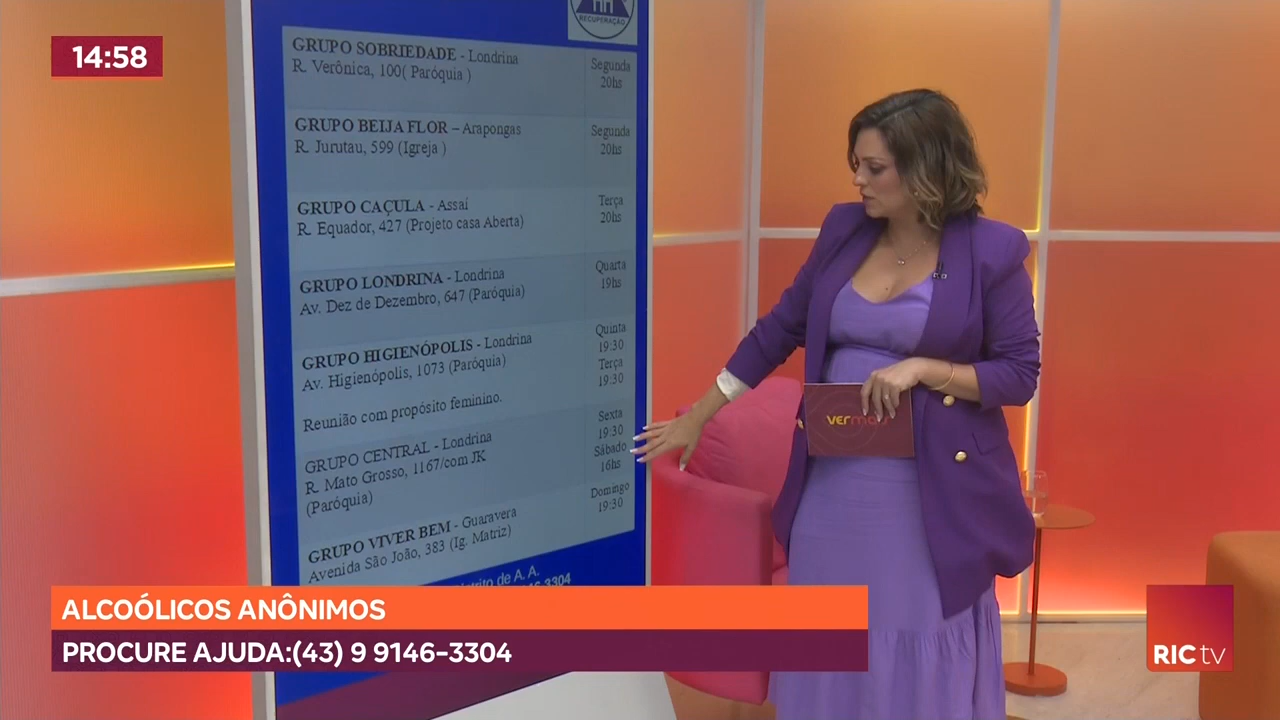 14:58
RECUPERAÇÃO
GRUPO SOBRIEDADE - Londrina
R. Verônica, 100( Paróquia )
Segunda
20hs
GRUPO BEIJA FLOR – Arapongas
R. Jurutau, 599 (Igreja )
Segunda
20hs
GRUPO CAÇULA - Assaí
R. Equador, 427 (Projeto casa Aberta)
Terça
20hs
GRUPO LONDRINA - Londrina
Av. Dez de Dezembro, 647 (Paróquia)
Quarta
19hs
GRUPO HIGIENÓPOLIS - Londrina
Av. Higienópolis, 1073 (Paróquia)
Reunião com propósito feminino.
Quinta
19:30
Terça
19:30
GRUPO CENTRAL - Londrina
R. Mato Grosso, 1167/com JK
(Paróquia)
Sexta
19:30
Sábado
16hs
GRUPO VIVER BEM - Guaravera
Avenida São João, 383 (Ig. Matriz)
Domingo
19:30
de A. A.
3304
vermais
ALCOÓLICOS ANÔNIMOS
PROCURE AJUDA:(43) 9 9146-3304
RICtv